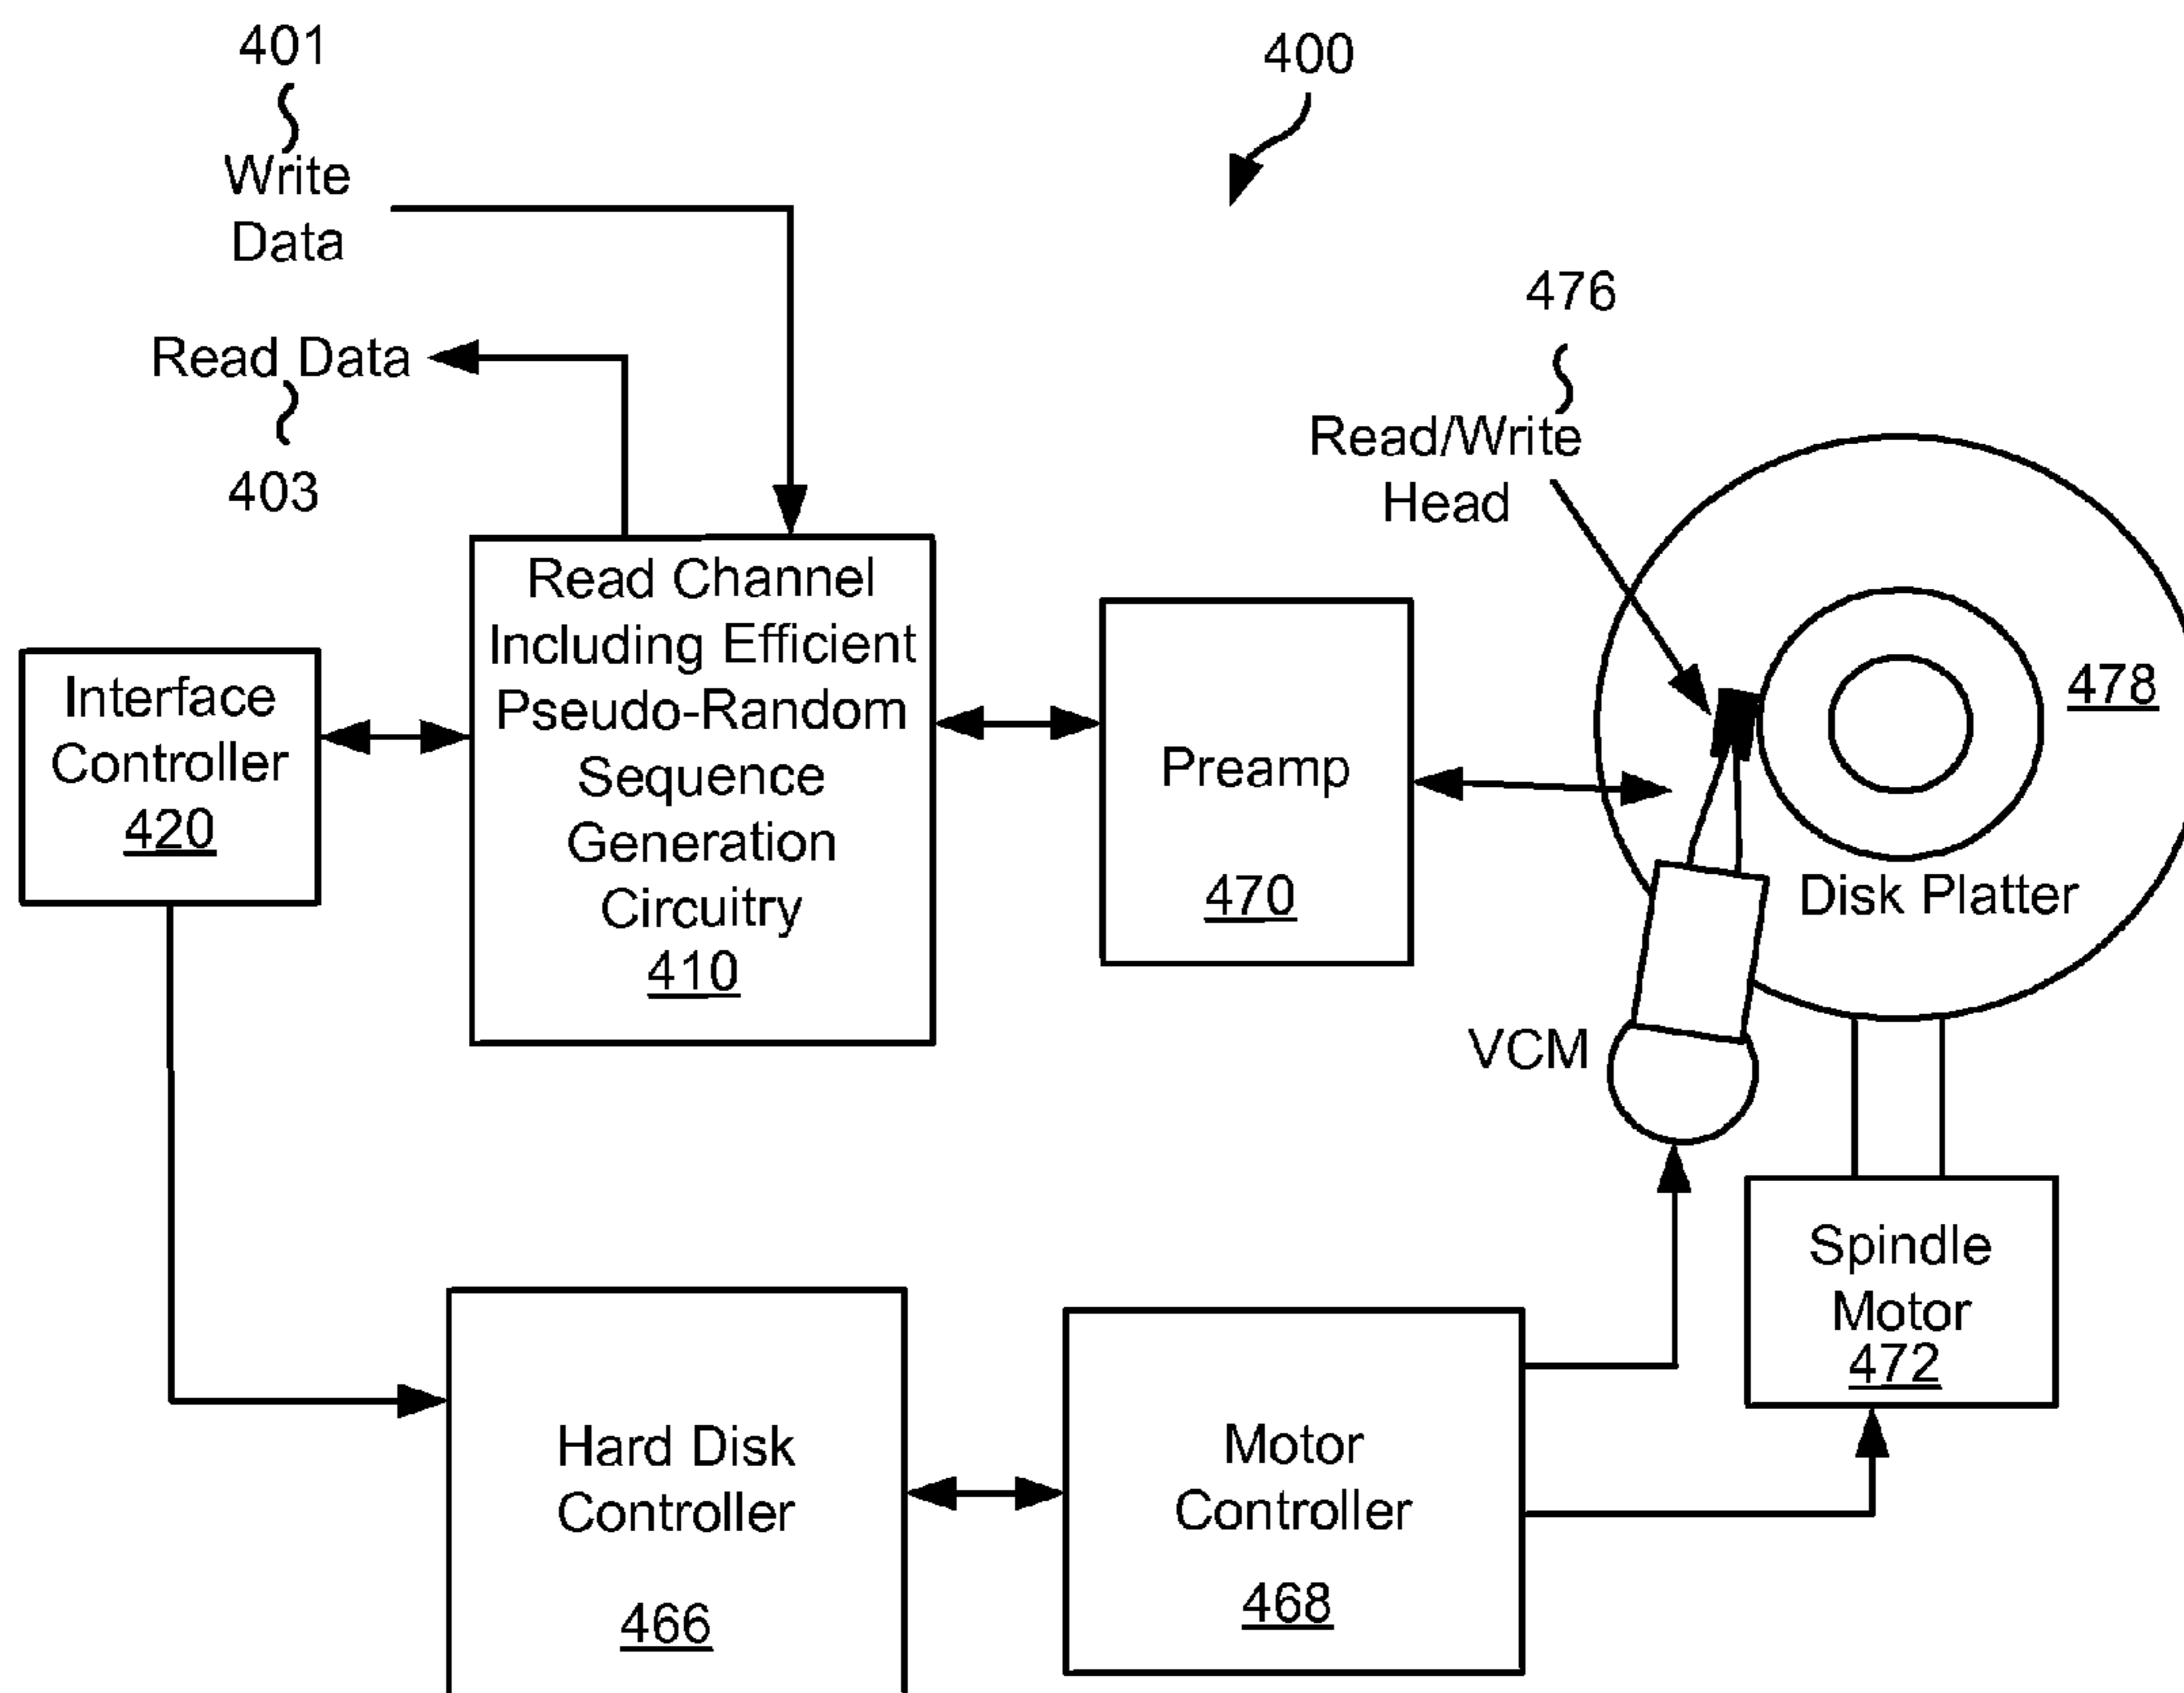 401
400
Write
Data
476
Read Data
403
Read/Write
Head
Read Channel
Including Efficient
Pseudo-Random
Sequence
Generation
Circuitry
410
Interface
Controller
420
Preamp
470
478
Disk Platter
VCM
Spindle
Motor
472
Hard Disk
Controller
466
Motor
Controller
468